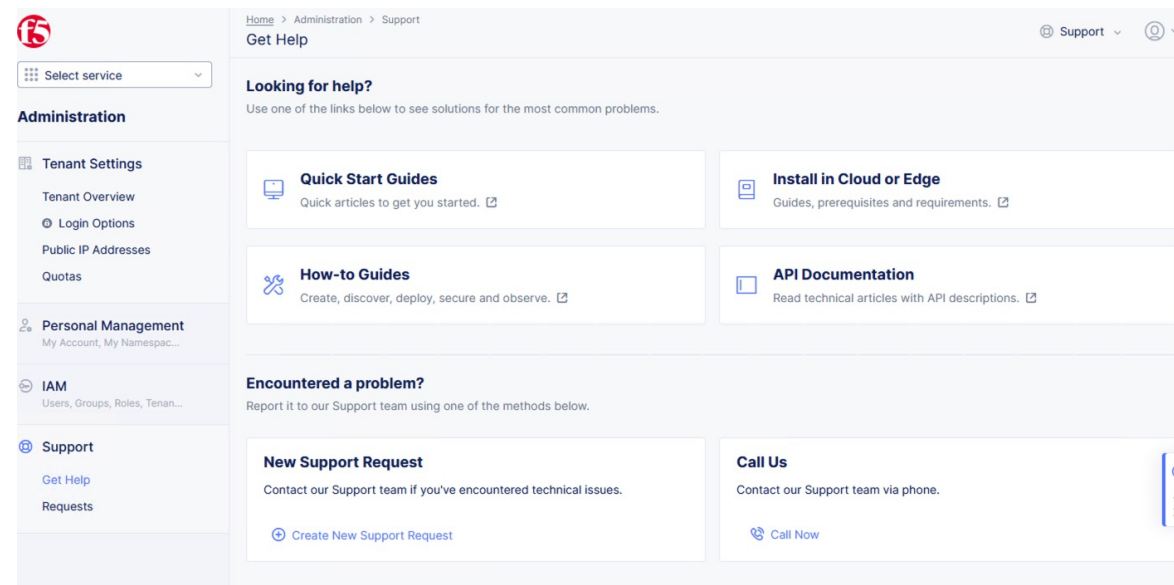 f5
Home > Administration > Support
Get Help
Support
Select service
Administration
Tenant Settings
Tenant Overview
Login Options
Public IP Addresses
Quotas
Personal Management
My Account, My Namespac...
IAM
Users, Groups, Roles, Tenan...
Support
Get Help
Requests
Looking for help?
Use one of the links below to see solutions for the most common problems.
Quick Start Guides
Quick articles to get you started.
Install in Cloud or Edge
Guides, prerequisites and requirements.
How-to Guides
Create, discover, deploy, secure and observe.
API Documentation
Read technical articles with API descriptions.
Encountered a problem?
Report it to our Support team using one of the methods below.
New Support Request
Contact our Support team if you've encountered technical issues.
Create New Support Request
Call Us
Contact our Support team via phone.
Call Now